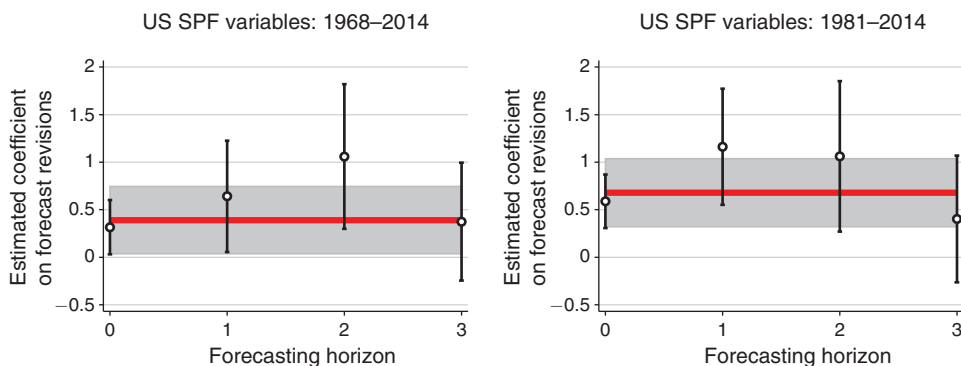 US SPF variables: 1968–2014
Estimated coefficient
on forecast revisions
2
1.5
1
0.5
0
−0.5
0
1
2
3
Forecasting horizon
US SPF variables: 1981–2014
Estimated coefficient
on forecast revisions
2
1.5
1
0.5
0
−0.5
0
1
2
3
Forecasting horizon